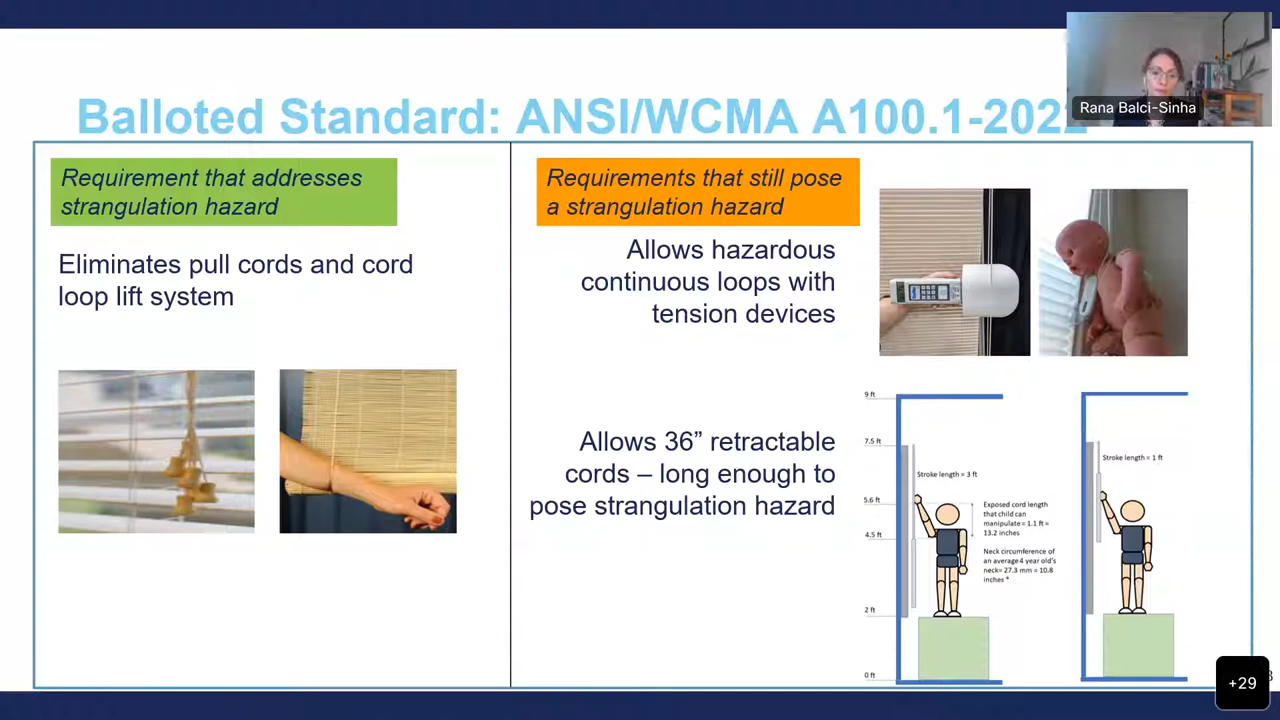 Rana Balci-Sinha
Balloted Standard: ANSI/WCMA A100.1-2022
Requirement that addresses
strangulation hazard
Eliminates pull cords and cord
loop lift system
Requirements that still pose
a strangulation hazard
Allows hazardous
continuous loops with
tension devices
Allows 36” retractable
cords – long enough to
pose strangulation hazard
9 ft
7.5 ft
5.6 ft
4.5 ft
2 ft
0 ft
Stroke length = 3 ft
Exposed cord length
that child can
manipulate = 1.1 ft =
13.2 inches
Neck circumference of
an average 4 year old's
neck= 27.3 mm = 10.8
inches *
Stroke length = 1 ft
+29